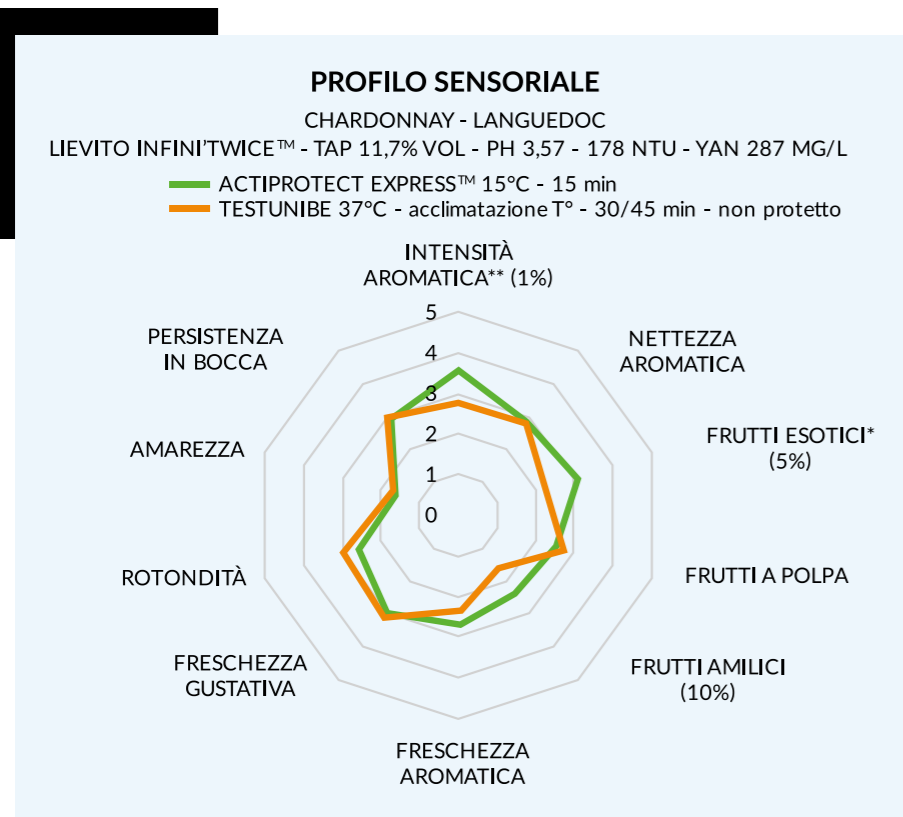 PROFILO SENSORIALE
CHARDONNAY - LANGUEDOC
LIEVITO INFINI'TWICE™ - TAP 11,7% VOL - PH 3,57 - 178 NTU - YAN 287 MG/L
ACTIPROTECT EXPRESS™ 15°C - 15 min
TESTUNIBE 37°C - acclimatazione T° - 30/45 min - non protetto
INTENSITÀ
AROMATICA** (1%)
5
4
3
2
1
0
NETTEZZA
AROMATICA
FRUTTI ESOTICI*
(5%)
FRUTTI A POLPA
FRUTTI AMILICI
(10%)
FRESCHEZZA
AROMATICA
FRESCHEZZA
GUSTATIVA
ROTONDITÀ
AMAREZZA
PERSISTENZA
IN BOCCA